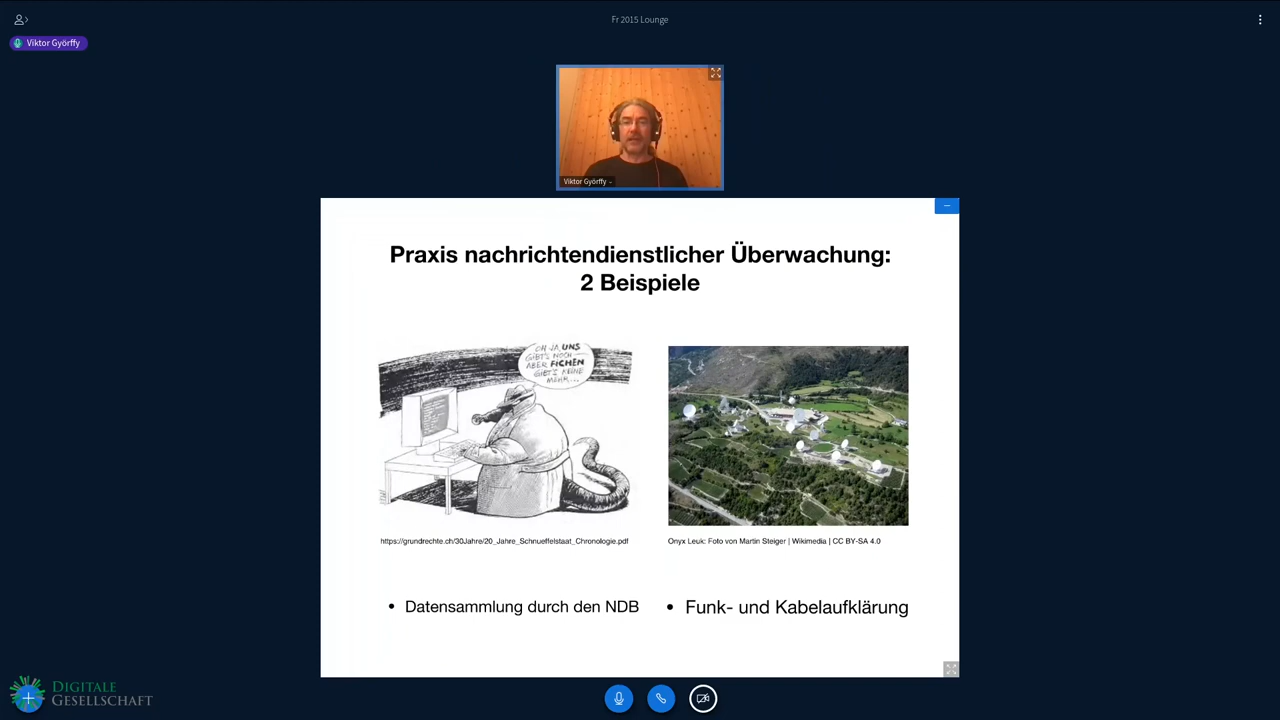 Fr 2015 Lounge
Viktor Györffy
Viktor Györffy
Praxis nachrichtendienstlicher Überwachung:
2 Beispiele
OH JA, UNS
GIBT'S NOCH
ABER FICHEN
GIBT'S KEINE
MEHR...
https://grundrechte.ch/30Jahre/20_Jahre_Schnueffelstaat_Chronologie.pdf
Onyx Leuk: Foto von Martin Steiger | Wikimedia | CC BY-SA 4.0
• Datensammlung durch den NDB
• Funk- und Kabelaufklärung
DIGITALE
GESELLSCHAFT